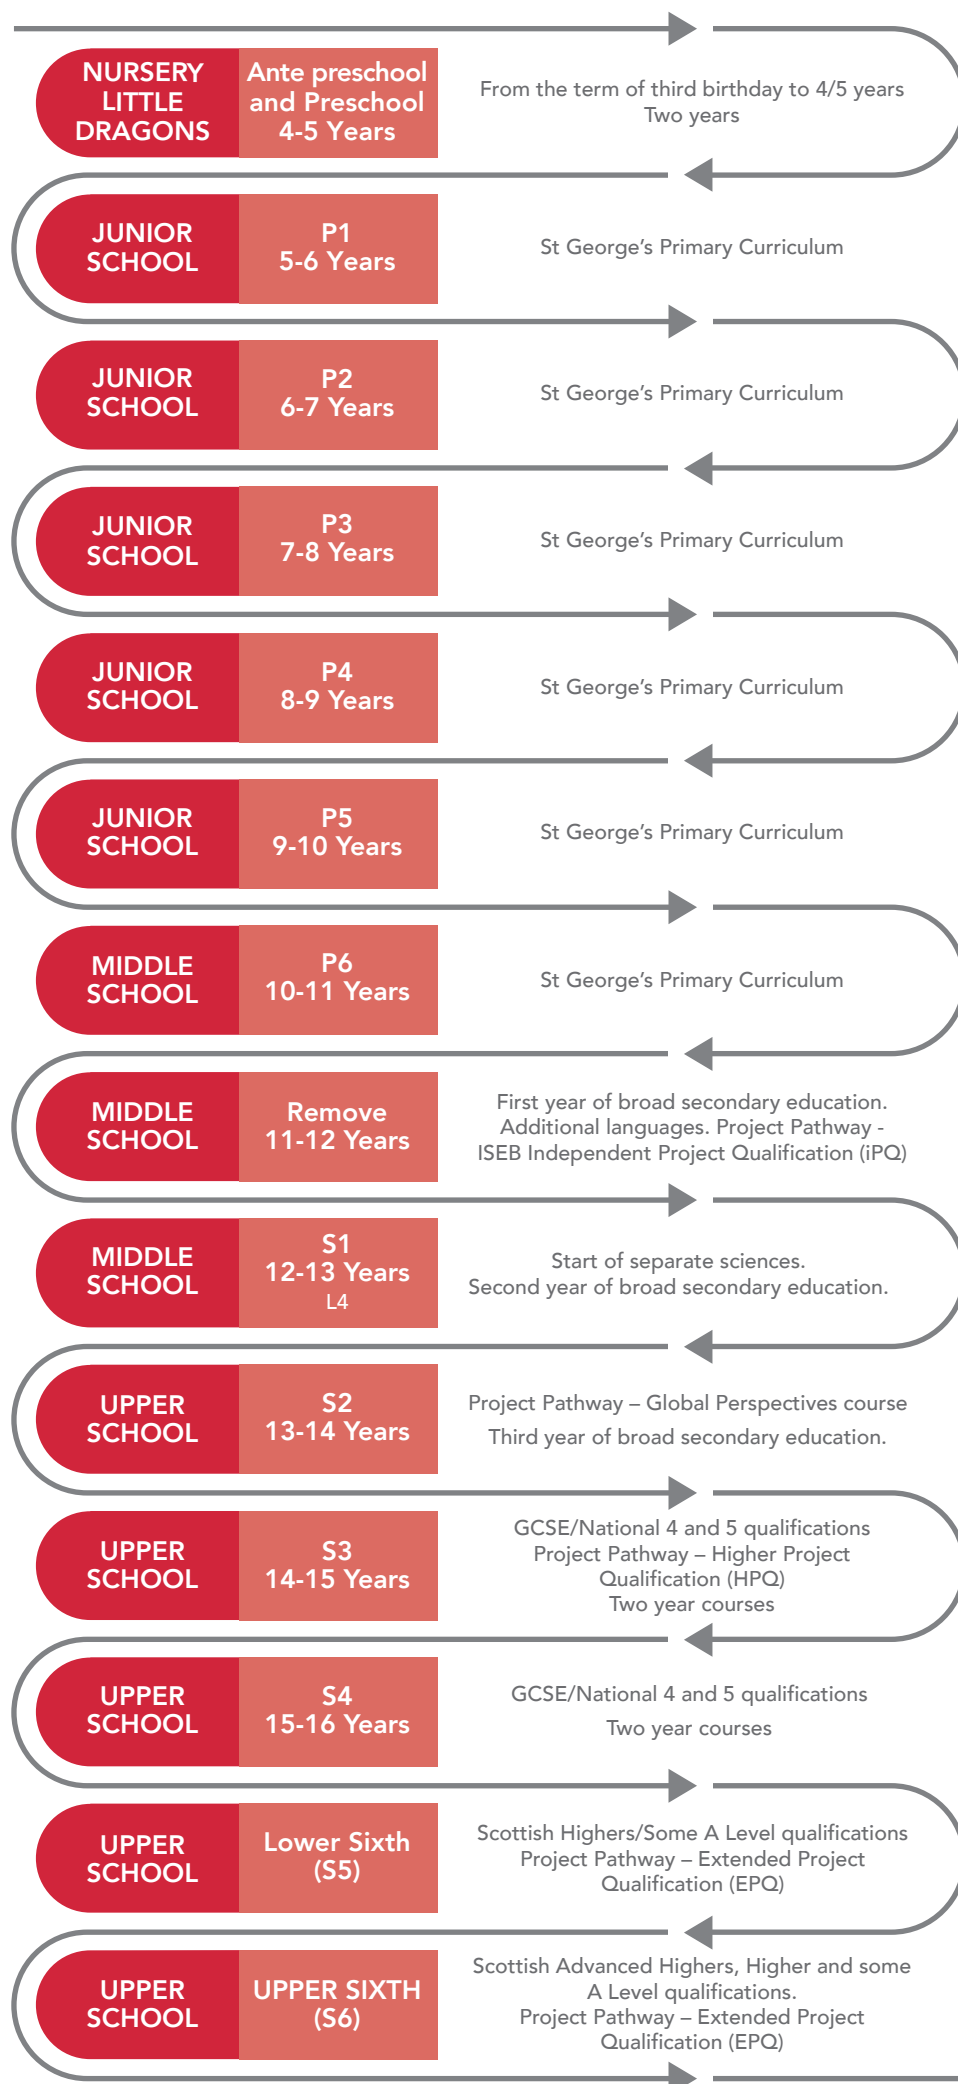 NURSERY
LITTLE
DRAGONS
Ante preschool
and Preschool
4-5 Years
From the term of third birthday to 4/5 years
Two years
JUNIOR
SCHOOL
P1
5-6 Years
St George's Primary Curriculum
JUNIOR
SCHOOL
P2
6-7 Years
St George's Primary Curriculum
JUNIOR
SCHOOL
P3
7-8 Years
St George's Primary Curriculum
JUNIOR
SCHOOL
P4
8-9 Years
St George's Primary Curriculum
JUNIOR
SCHOOL
P5
9-10 Years
St George's Primary Curriculum
MIDDLE
SCHOOL
P6
10-11 Years
St George's Primary Curriculum
MIDDLE
SCHOOL
Remove
11-12 Years
First year of broad secondary education.
Additional languages. Project Pathway -
ISEB Independent Project Qualification (iPQ)
MIDDLE
SCHOOL
S1
12-13 Years
L4
Start of separate sciences.
Second year of broad secondary education.
UPPER
SCHOOL
S2
13-14 Years
Project Pathway – Global Perspectives course
Third year of broad secondary education.
UPPER
SCHOOL
S3
14-15 Years
GCSE/National 4 and 5 qualifications
Project Pathway – Higher Project
Qualification (HPQ)
Two year courses
UPPER
SCHOOL
S4
15-16 Years
GCSE/National 4 and 5 qualifications
Two year courses
UPPER
SCHOOL
Lower Sixth
(S5)
Scottish Highers/Some A Level qualifications
Project Pathway – Extended Project
Qualification (EPQ)
UPPER
SCHOOL
UPPER SIXTH
(S6)
Scottish Advanced Highers, Higher and some
A Level qualifications.
Project Pathway – Extended Project
Qualification (EPQ)